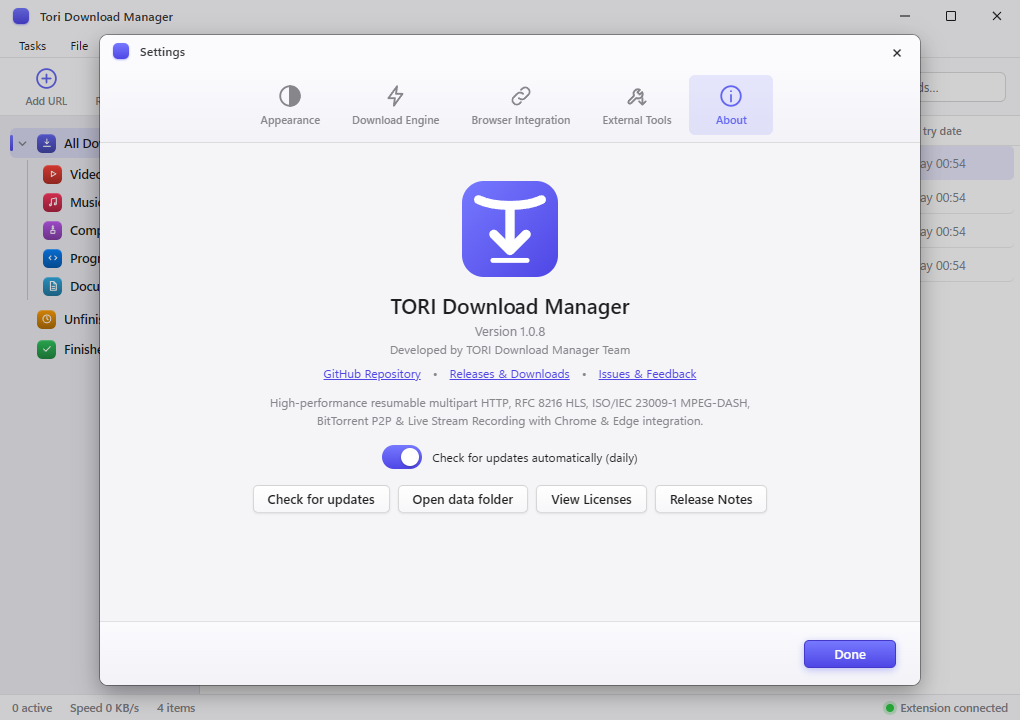 Tori Download Manager
Tasks File
Settings
Add URL
Appearance Download Engine Browser Integration External Tools About
try date
All Do
Video
Musi
Comp
Progr
Docu
Unfinis
Finishe
ay 00:54
ay 00:54
ay 00:54
ay 00:54
TORI Download Manager
Version 1.0.8
Developed by TORI Download Manager Team
GitHub Repository • Releases & Downloads • Issues & Feedback
High-performance resumable multipart HTTP, RFC 8216 HLS, ISO/IEC 23009-1 MPEG-DASH,
BitTorrent P2P & Live Stream Recording with Chrome & Edge integration.
Check for updates automatically (daily)
Check for updates Open data folder View Licenses Release Notes
Done
0 active Speed 0 KB/s 4 items Extension connected